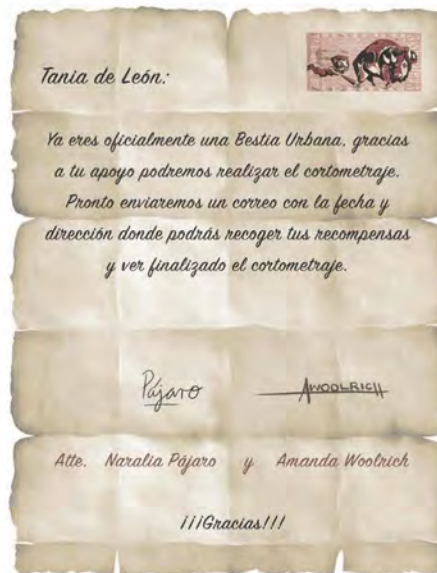 Tania de León:
Ya eres oficialmente una Bestia Urbana, gracias
a tu apoyo podremos realizar el cortometraje.
Pronto enviaremos un correo con la fecha y
dirección donde podrás recoger tus recompensas
y ver finalizado el cortometraje.
Pájaro AWOOLRICH
Atte. Naralia Pájaro y Amanda Woolrich
¡¡¡Gracias!!!